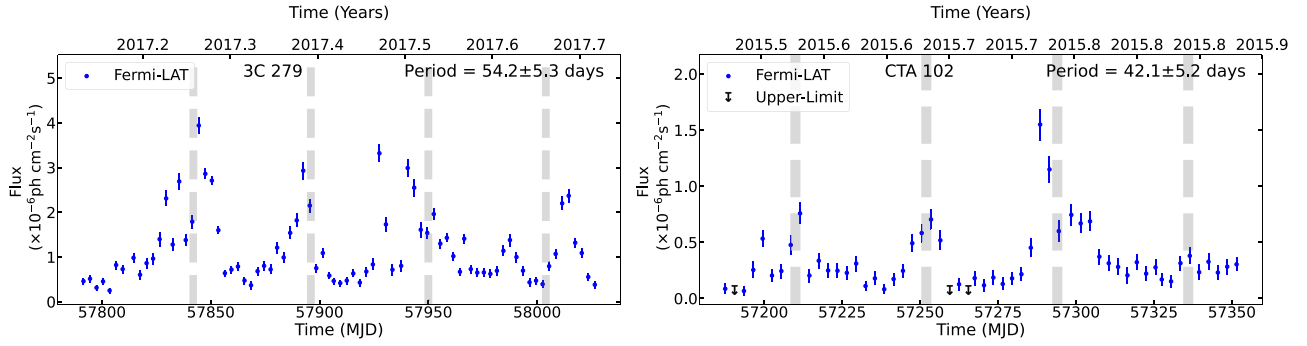 Time (Years)
2017.2 2017.3 2017.4 2017.5 2017.6 2017.7
Fermi-LAT
3C 279
Period = 54.2±5.3 days
5
4
3
2
1
0
Flux
(×10⁻⁶ph cm⁻²s⁻¹)
57800 57850 57900 57950 58000
Time (MJD)
Time (Years)
2015.5 2015.6 2015.6 2015.7 2015.7 2015.8 2015.8 2015.8 2015.9
Fermi-LAT
Upper-Limit
CTA 102
Period = 42.1±5.2 days
2.0
1.5
1.0
0.5
0.0
Flux
(×10⁻⁶ph cm⁻²s⁻¹)
57200 57225 57250 57275 57300 57325 57350
Time (MJD)